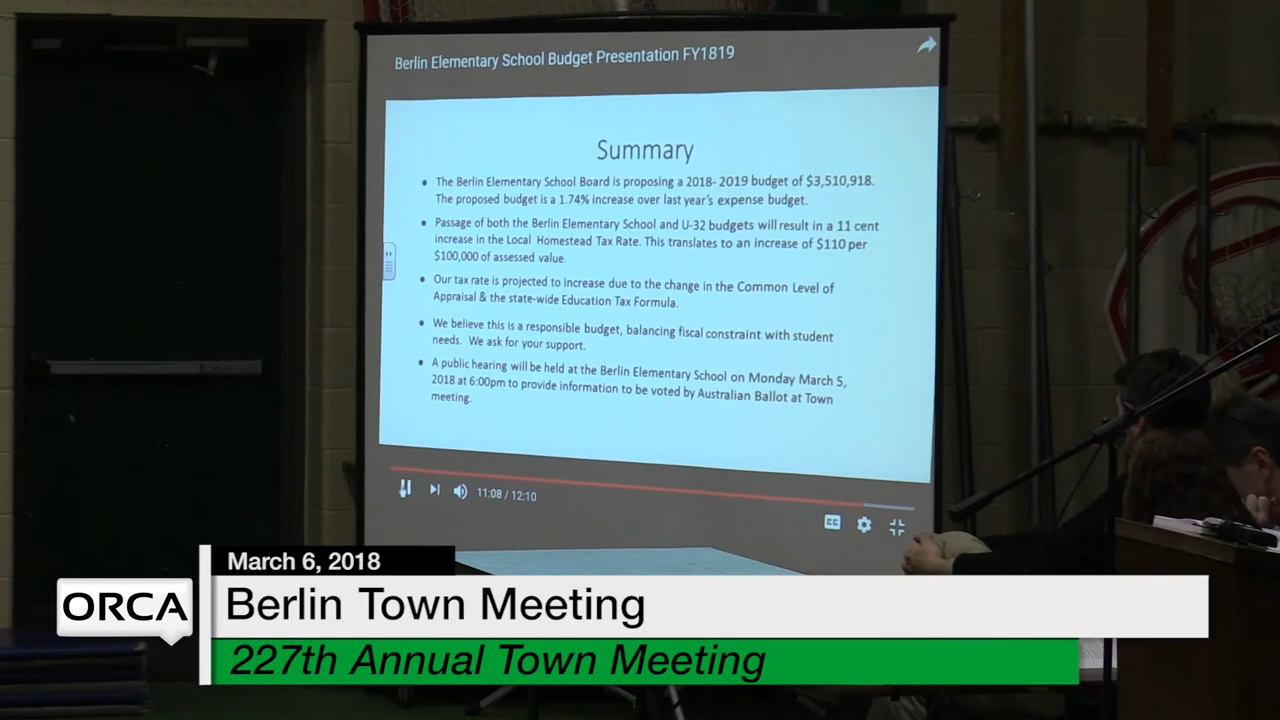 Berlin Elementary School Budget Presentation FY1819
Summary
• The Berlin Elementary School Board is proposing a 2018- 2019 budget of $3,510,918.
The proposed budget is a 1.74% increase over last year's expense budget.
• Passage of both the Berlin Elementary School and U-32 budgets will result in a 11 cent
increase in the Local Homestead Tax Rate. This translates to an increase of $110 per
$100,000 of assessed value.
• Our tax rate is projected to increase due to the change in the Common Level of
Appraisal & the state-wide Education Tax Formula.
• We believe this is a responsible budget, balancing fiscal constraint with student
needs. We ask for your support.
• A public hearing will be held at the Berlin Elementary School on Monday March 5,
2018 at 6:00pm to provide information to be voted by Australian Ballot at Town
meeting.
11:08 / 12:10
CC
March 6, 2018
ORCA
Berlin Town Meeting
227th Annual Town Meeting